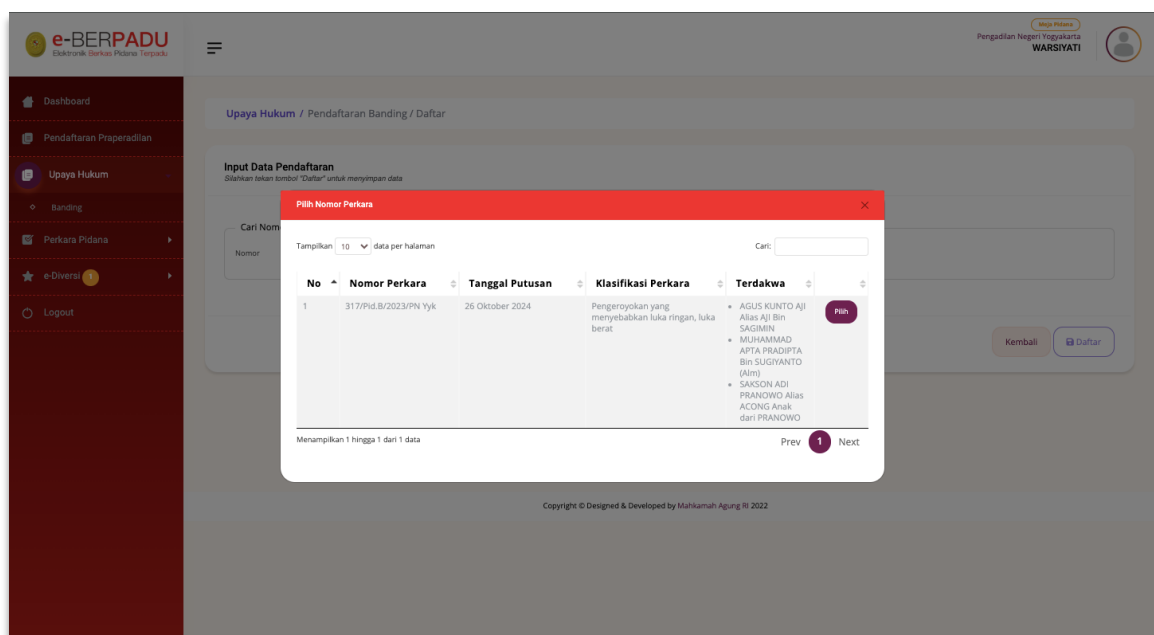 e-BERPADU
Elektronik Berkas Pidana Terpadu
Meja Pidana
Pengadilan Negeri Yogyakarta
WARSIYATI
Dashboard
Pendaftaran Praperadilan
Upaya Hukum
Banding
Perkara Pidana
e-Diversi 1
Logout
Upaya Hukum / Pendaftaran Banding / Daftar
Input Data Pendaftaran
Silahkan tekan tombol "Daftar" untuk menyimpan data
Cari Nom
Nomor
Pilih Nomor Perkara
Tampilkan 10 data per halaman
Cari:
No Nomor Perkara Tanggal Putusan Klasifikasi Perkara Terdakwa
1 317/Pid.B/2023/PN Yyk 26 Oktober 2024
Pengeroyokan yang
menyebabkan luka ringan, luka
berat
AGUS KUNTO AJI
Alias AJI Bin
SAGIMIN
MUHAMMAD
APTA PRADIPTA
Bin SUGIYANTO
(Alm)
SAKSON ADI
PRANOWO Alias
ACONG Anak
dari PRANOWO
Pilih
Menampilkan 1 hingga 1 dari 1 data
Prev 1 Next
Kembali
Daftar
Copyright © Designed & Developed by Mahkamah Agung RI 2022